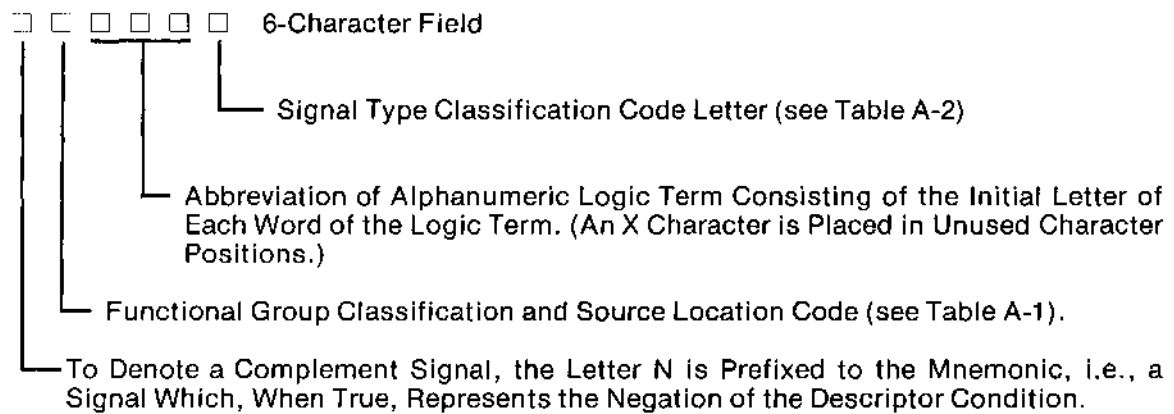 6-Character Field
Signal Type Classification Code Letter (see Table A-2)
Abbreviation of Alphanumeric Logic Term Consisting of the Initial Letter of
Each Word of the Logic Term. (An X Character is Placed in Unused Character
Positions.)
Functional Group Classification and Source Location Code (see Table A-1).
To Denote a Complement Signal, the Letter N is Prefixed to the Mnemonic, i.e., a
Signal Which, When True, Represents the Negation of the Descriptor Condition.